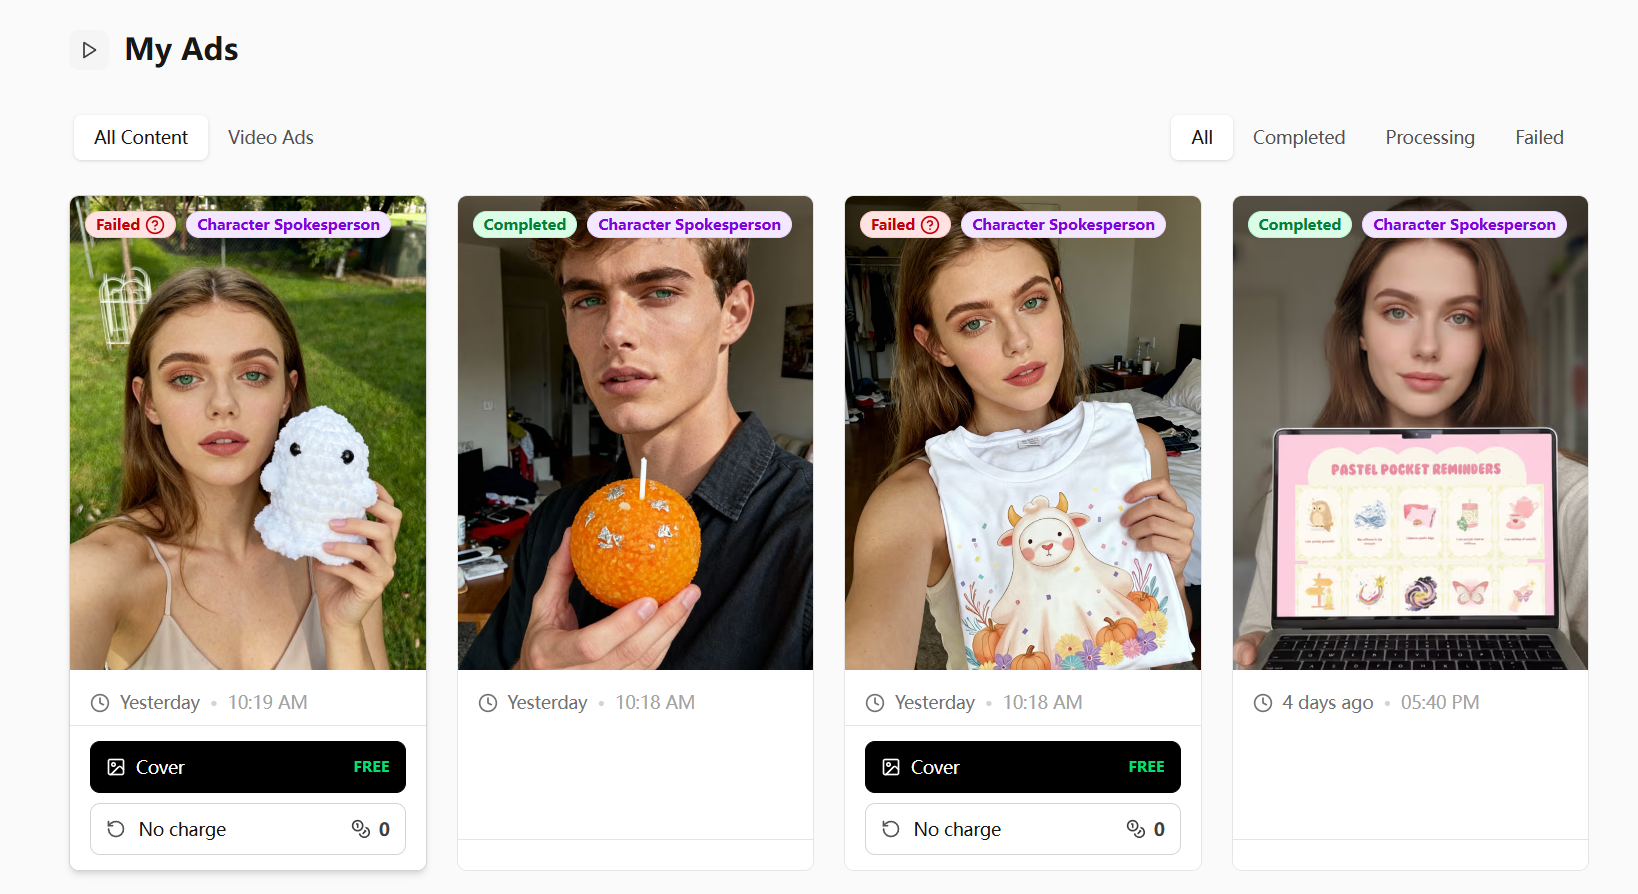 My Ads
All Content Video Ads All Completed Processing Failed
Failed Character Spokesperson
Completed Character Spokesperson
Failed Character Spokesperson
Completed Character Spokesperson
PASTEL POCKET REMINDERS
Yesterday • 10:19 AM
Yesterday • 10:18 AM
Yesterday • 10:18 AM
4 days ago • 05:40 PM
Cover FREE
No charge 0
Cover FREE
No charge 0